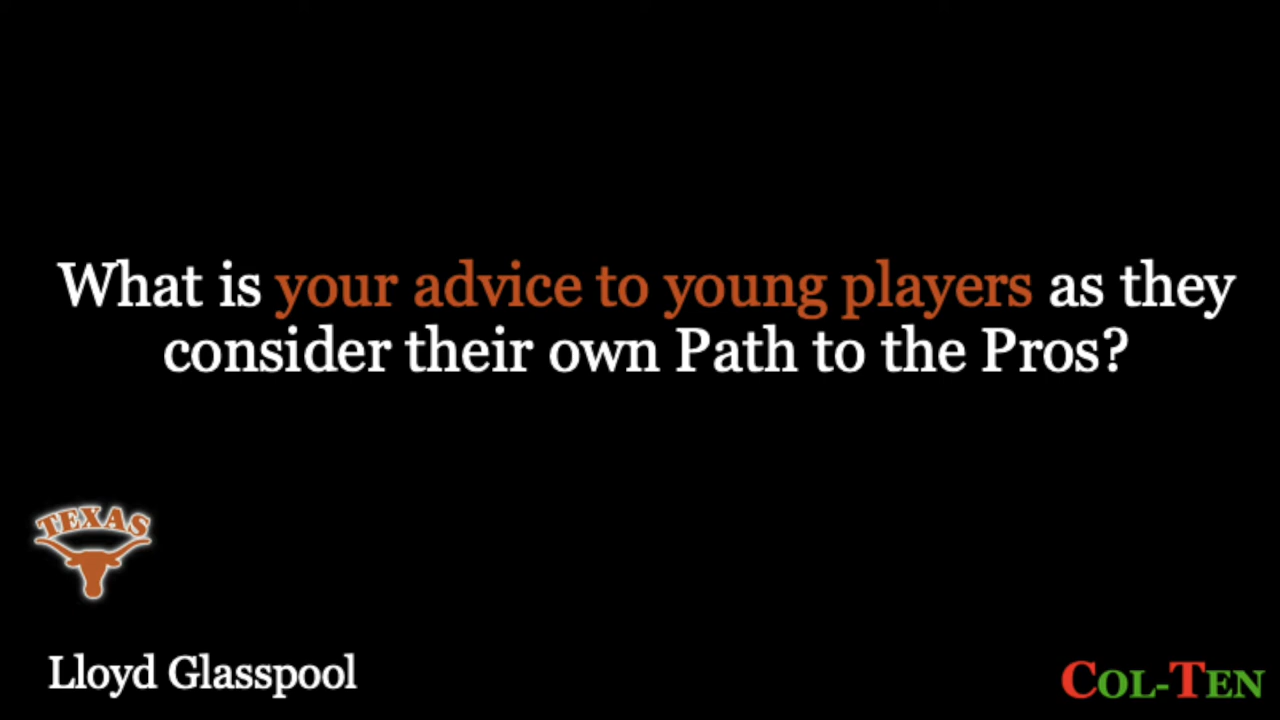 What is your advice to young players as they
consider their own Path to the Pros?
TEXAS
Lloyd Glasspool
COL-TEN